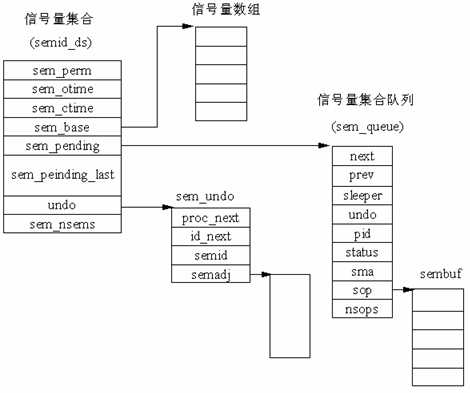 信号量集合
(semid_ds)
sem_perm
sem_otime
sem_ctime
sem_base
sem_pending
sem_peinding_last
undo
sem_nsems
信号量数组
sem_undo
proc_next
id_next
semid
semadj
信号量集合队列
(sem_queue)
next
prev
sleeper
undo
pid
status
sma
sop
nsops
sembuf